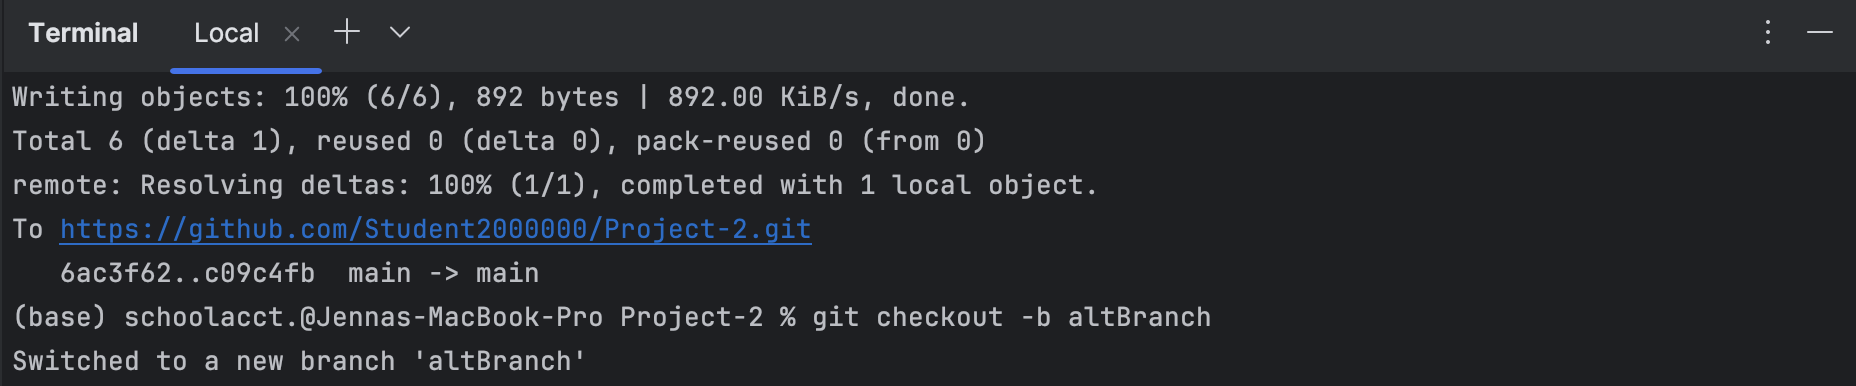 Terminal Local
Writing objects: 100% (6/6), 892 bytes | 892.00 KiB/s, done.
Total 6 (delta 1), reused 0 (delta 0), pack-reused 0 (from 0)
remote: Resolving deltas: 100% (1/1), completed with 1 local object.
To https://github.com/Student2000000/Project-2.git
   6ac3f62..c09c4fb  main -> main
(base) schoolacct.@Jennas-MacBook-Pro Project-2 % git checkout -b altBranch
Switched to a new branch 'altBranch'